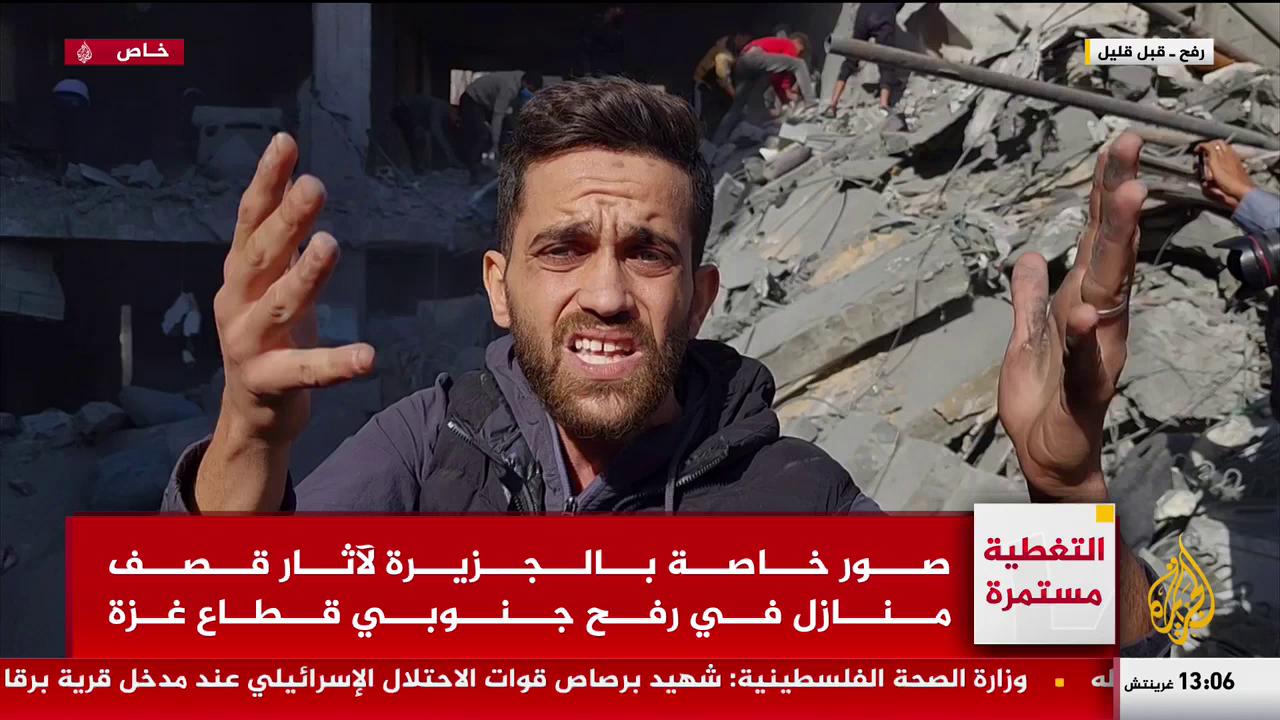 خاص
رفح - قبل قليل
التغطية
مستمرة
صور خاصة بالجزيرة لآثار قصف
منازل في رفح جنوبي قطاع غزة
الجزيرة
وزارة الصحة الفلسطينية: شهيد برصاص قوات الاحتلال الإسرائيلي عند مدخل قرية برقا
13:06 غرينتش